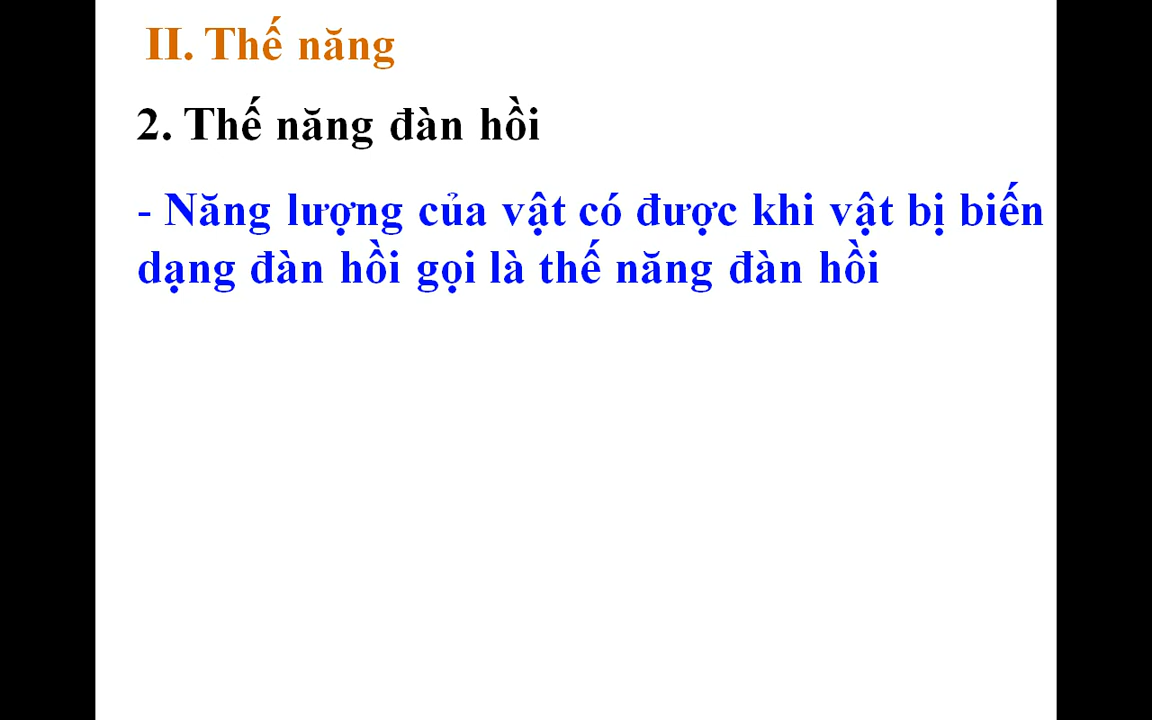 II. Thế năng
2. Thế năng đàn hồi
- Năng lượng của vật có được khi vật bị biến
dạng đàn hồi gọi là thế năng đàn hồi